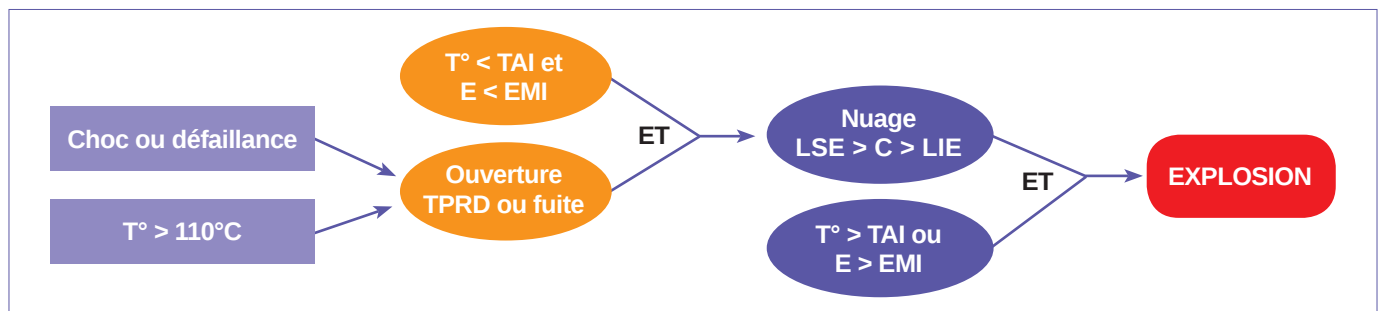 Choc ou défaillance
T° > 110°C
T° < TAI et
E < EMI
Ouverture
TPRD ou fuite
ET
Nuage
LSE > C > LIE
T° > TAI ou
E > EMI
ET
EXPLOSION